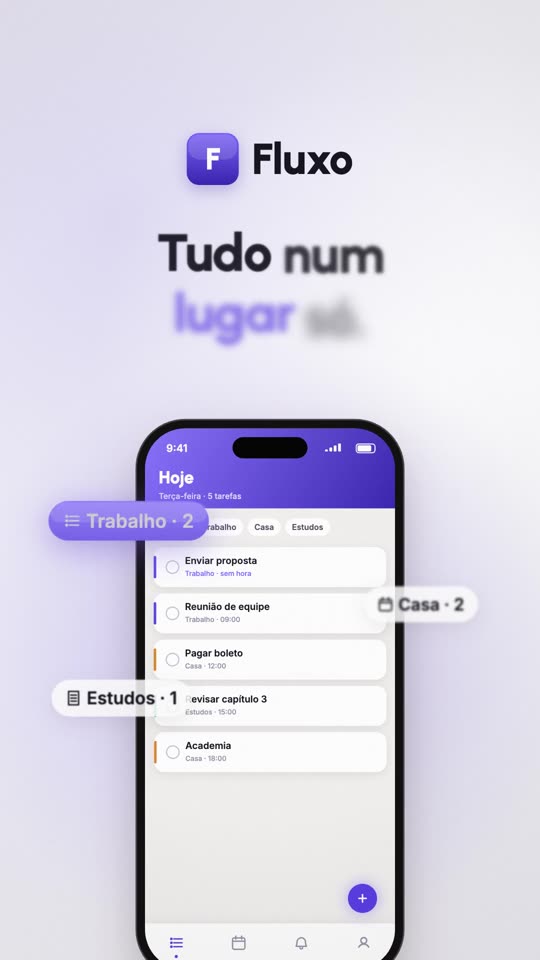 F Fluxo
Tudo num
lugar só.
9:41
Hoje
Terça-feira · 5 tarefas
Trabalho · 2
Casa
Estudos
Enviar proposta
Trabalho · sem hora
Reunião de equipe
Trabalho · 09:00
Casa · 2
Pagar boleto
Casa · 12:00
Estudos · 1
Revisar capítulo 3
Estudos · 15:00
Academia
Casa · 18:00